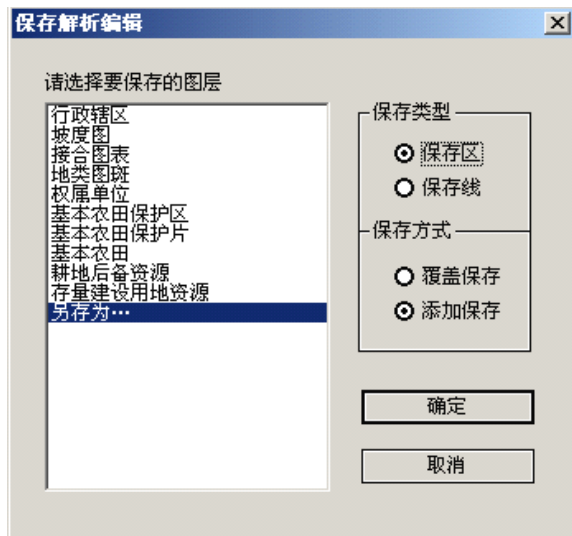 保存解析编辑
请选择要保存的图层
行政辖区
坡度图
接合图表
地类图斑
权属单位
基本农田保护区
基本农田保护片
基本农田
耕地后备资源
存量建设用地资源
另存为…
保存类型
保存区
保存线
保存方式
覆盖保存
添加保存
确定
取消